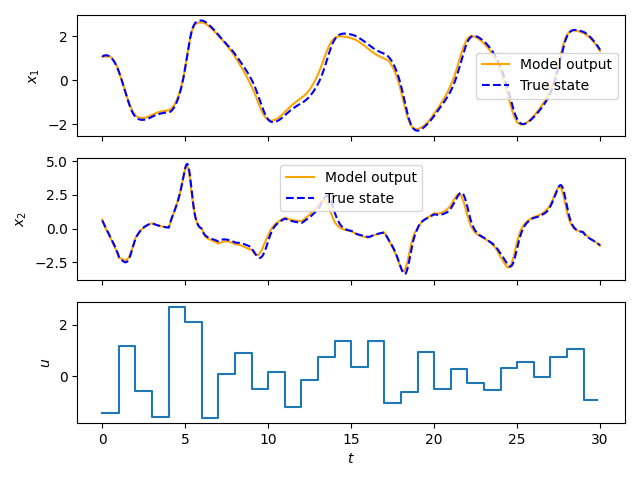 2
0
−2
x₁
Model output
True state
5.0
2.5
0.0
−2.5
x₂
Model output
True state
2
0
u
0 5 10 15 20 25 30
t